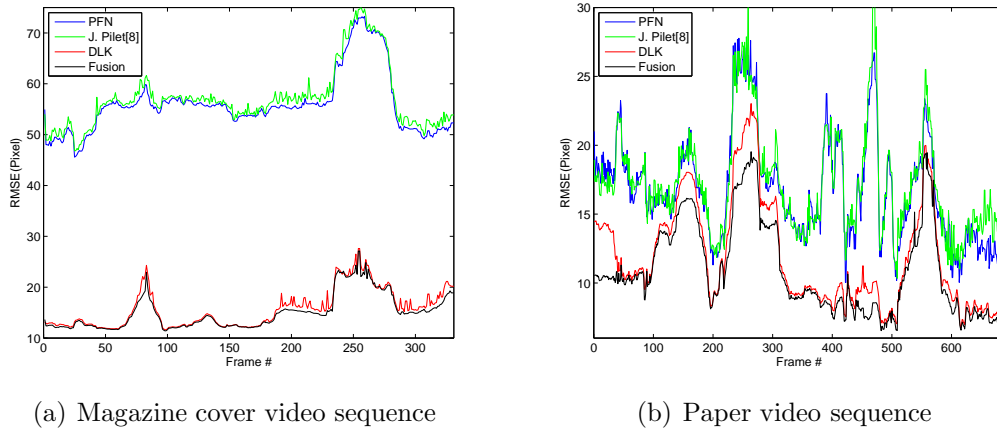 PFN
J. Pilet[8]
DLK
Fusion
70
60
50
40
30
20
10
RMSE (Pixel)
0 50 100 150 200 250 300
Frame #
(a) Magazine cover video sequence
30
25
20
15
10
RMSE (Pixel)
PFN
J. Pilet[8]
DLK
Fusion
0 100 200 300 400 500 600
Frame #
(b) Paper video sequence